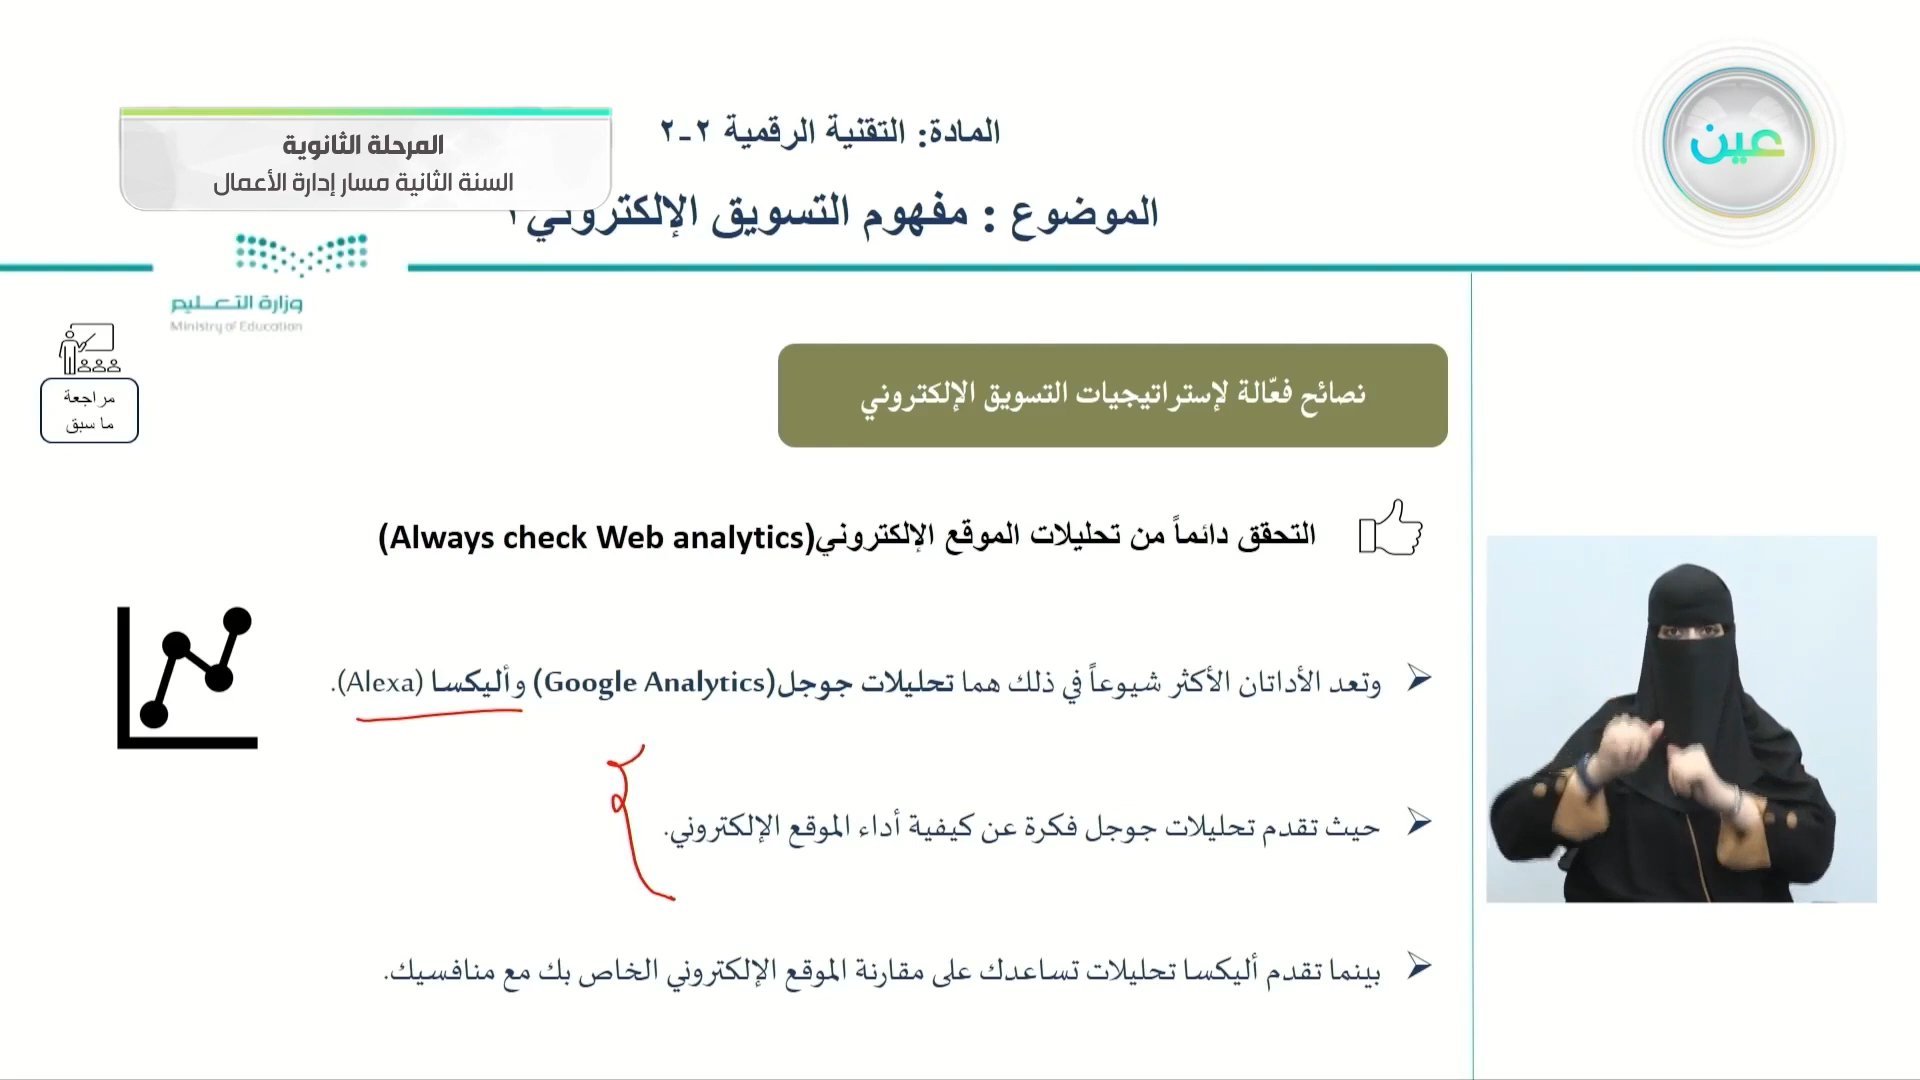 عين
المادة: التقنية الرقمية ٢-٢
المرحلة الثانوية
السنة الثانية مسار إدارة الأعمال
الموضوع : مفهوم التسويق الإلكتروني
وزارة التعليم
Ministry of Education
مراجعة
ما سبق
نصائح فعّالة لإستراتيجيات التسويق الإلكتروني
التحقق دائماً من تحليلات الموقع الإلكتروني(Always check Web analytics)
وتعد الأداتان الأكثر شيوعاً في ذلك هما تحليلات جوجل(Google Analytics) وأليكسا (Alexa).
حيث تقدم تحليلات جوجل فكرة عن كيفية أداء الموقع الإلكتروني.
بينما تقدم أليكسا تحليلات تساعدك على مقارنة الموقع الإلكتروني الخاص بك مع منافسيك.